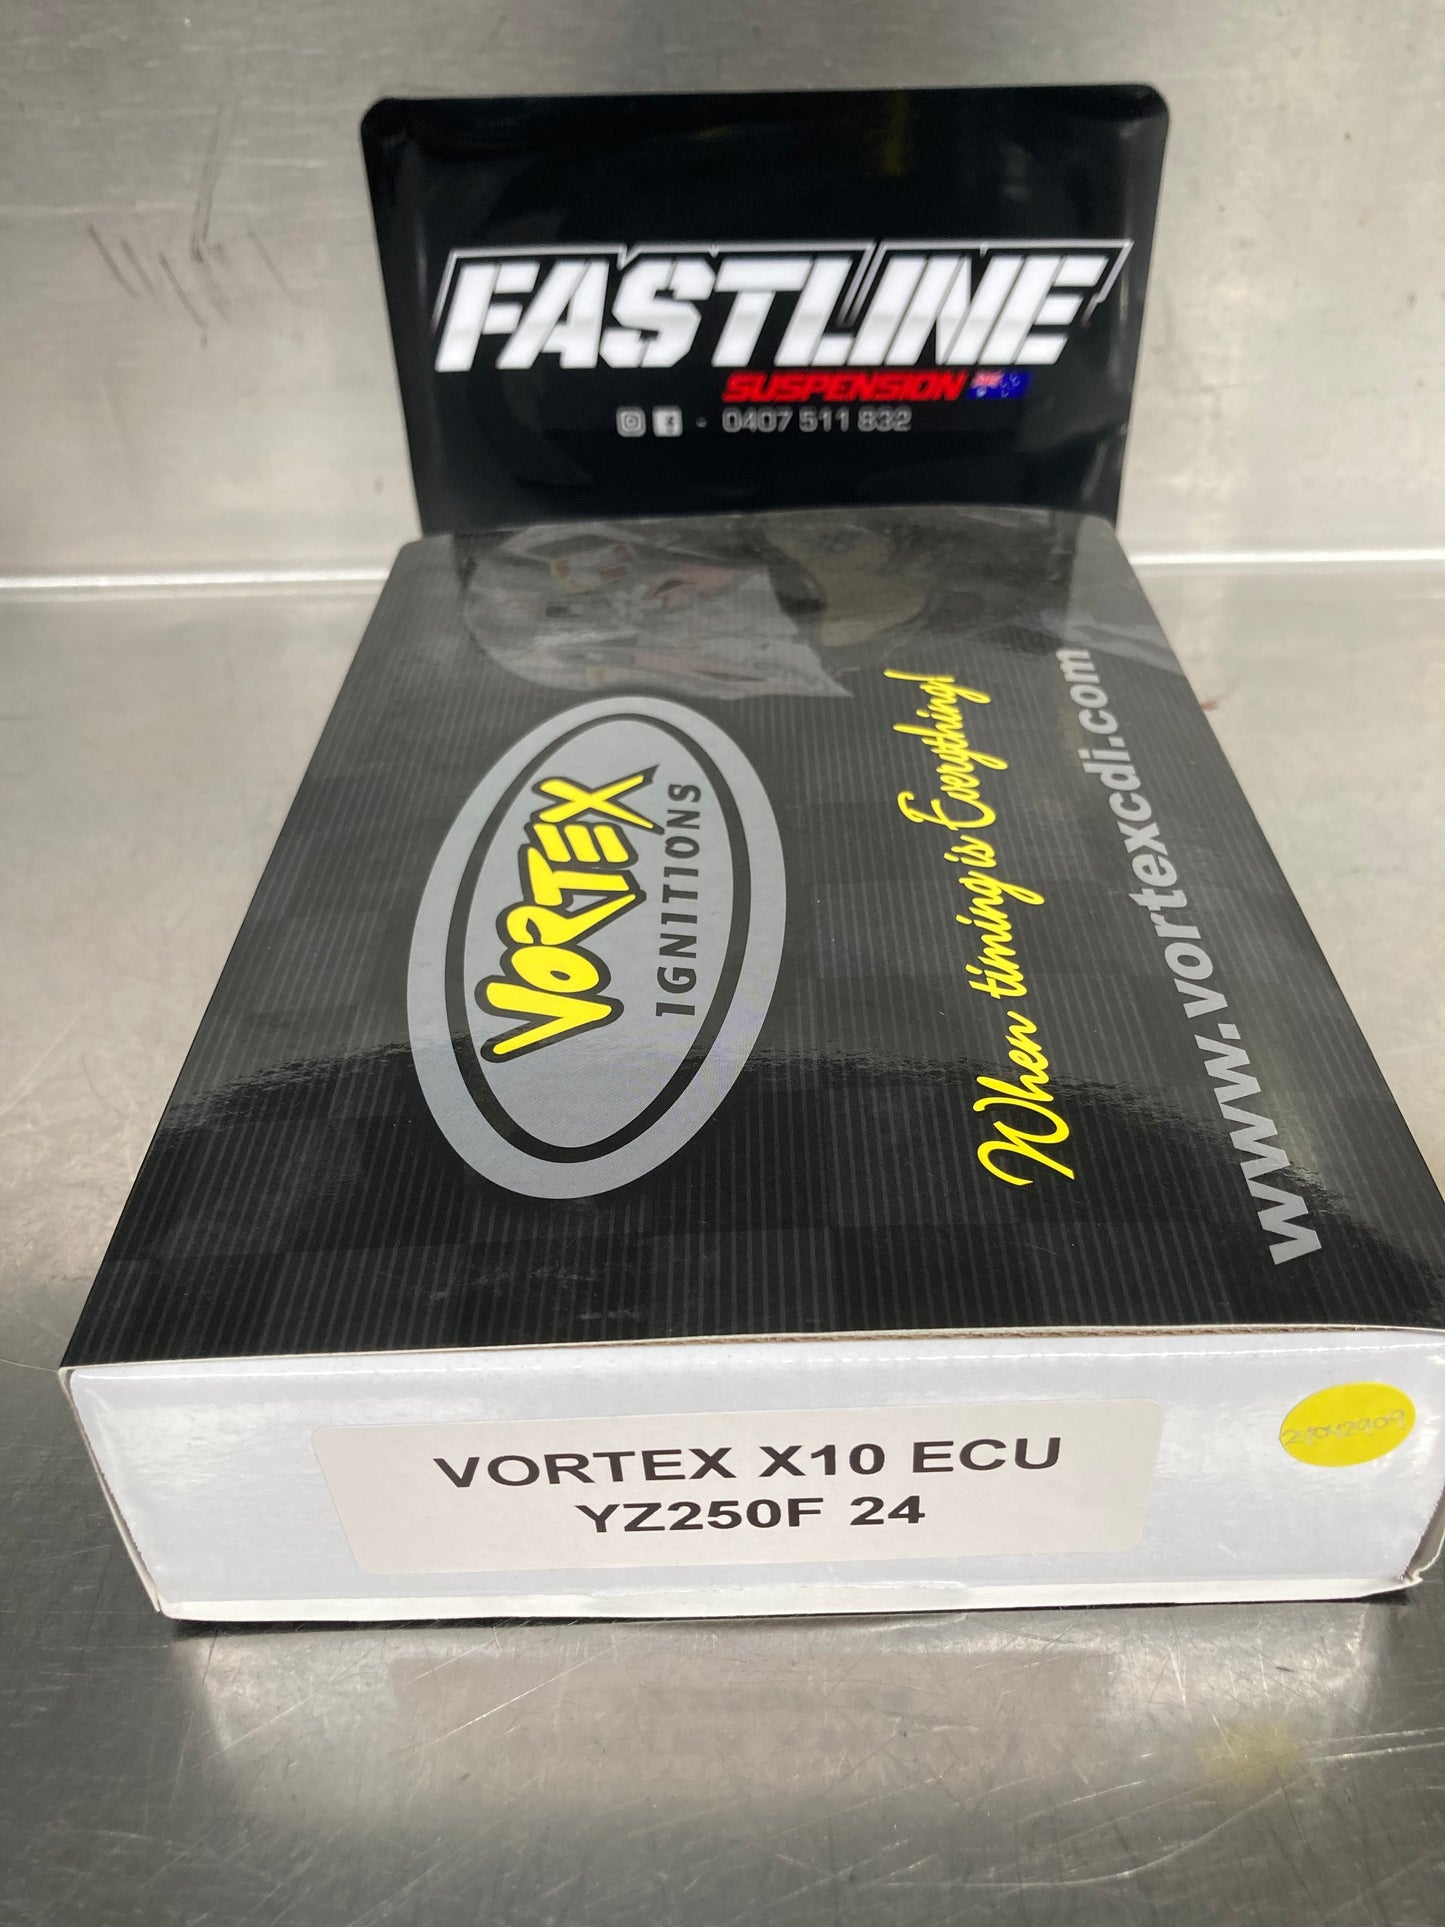 FASTLINE
SUSPENSION
- 0407 511 832
VORTEX
IGNITIONS
When timing is Everything!
www.vortexcdi.com
VORTEX X10 ECU
YZ250F 24